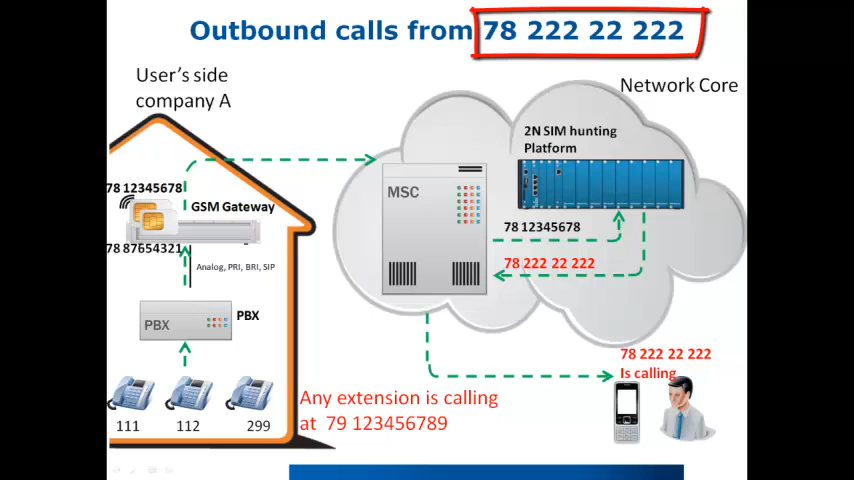 Outbound calls from 78 222 22 222
User's side
company A
Network Core
2N SIM hunting
Platform
MSC
78 12345678
GSM Gateway
78 87654321
78 12345678
78 222 22 222
Analog, PRI, BRI, SIP
PBX
PBX
78 222 22 222
Is calling
Any extension is calling
at 79 123456789
111
112
299